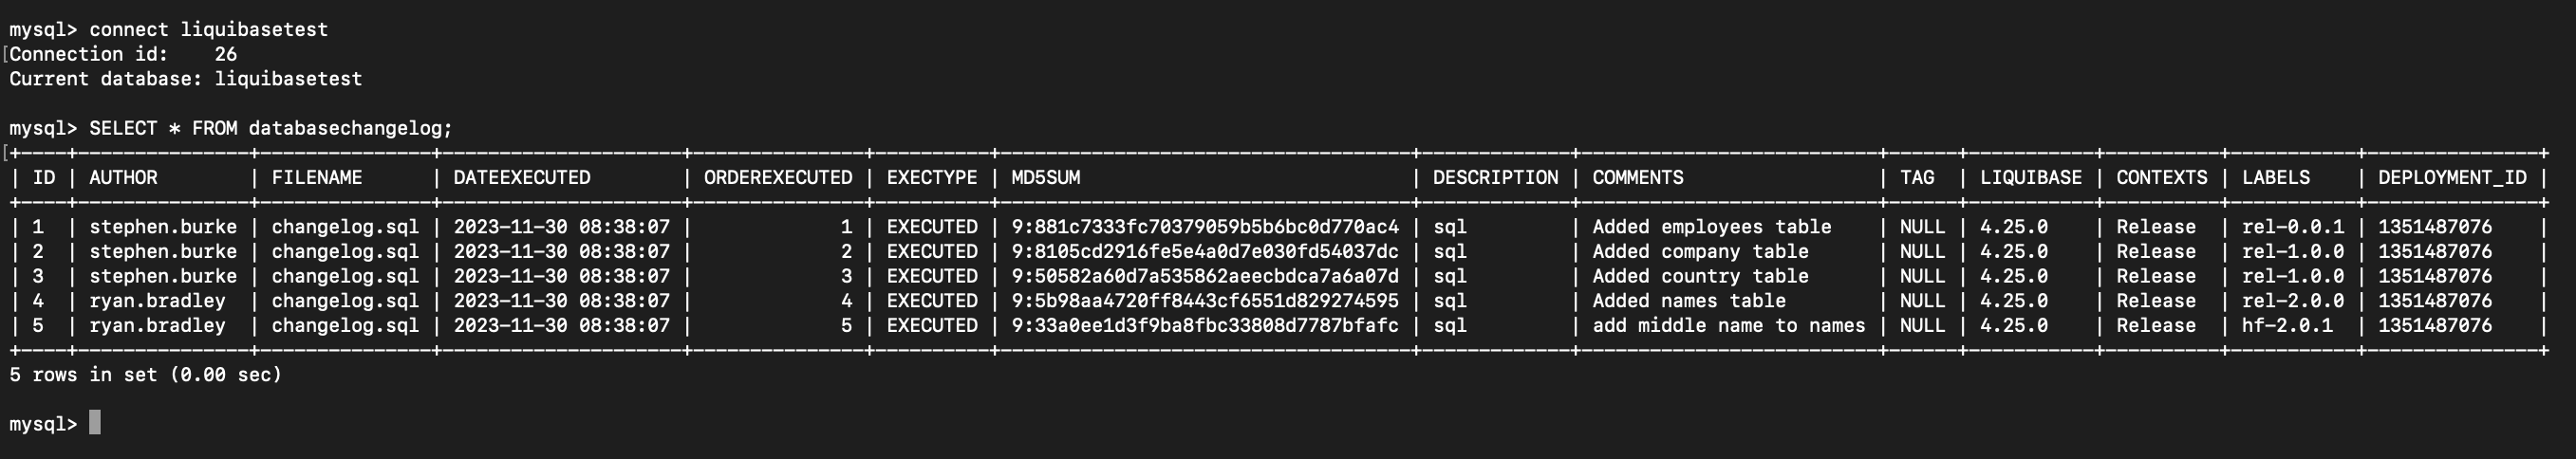 mysql> connect liquibasetest
Connection id:    26
Current database: liquibasetest
mysql> SELECT * FROM databasechangelog;
+----+---------------+---------------+---------------------+---------------+----------+------------------------------------+-------------+--------------------------+------+-----------+----------+-----------+---------------+
| ID | AUTHOR        | FILENAME      | DATEEXECUTED        | ORDEREXECUTED | EXECTYPE | MD5SUM                             | DESCRIPTION | COMMENTS                 | TAG  | LIQUIBASE | CONTEXTS | LABELS    | DEPLOYMENT_ID |
+----+---------------+---------------+---------------------+---------------+----------+------------------------------------+-------------+--------------------------+------+-----------+----------+-----------+---------------+
| 1  | stephen.burke | changelog.sql | 2023-11-30 08:38:07 |             1 | EXECUTED | 9:881c7333fc70379059b5b6bc0d770ac4 | sql         | Added employees table    | NULL | 4.25.0    | Release  | rel-0.0.1 | 1351487076    |
| 2  | stephen.burke | changelog.sql | 2023-11-30 08:38:07 |             2 | EXECUTED | 9:8105cd2916fe5e4a0d7e030fd54037dc | sql         | Added company table      | NULL | 4.25.0    | Release  | rel-1.0.0 | 1351487076    |
| 3  | stephen.burke | changelog.sql | 2023-11-30 08:38:07 |             3 | EXECUTED | 9:50582a60d7a535862aeecbdca7a6a07d | sql         | Added country table      | NULL | 4.25.0    | Release  | rel-1.0.0 | 1351487076    |
| 4  | ryan.bradley  | changelog.sql | 2023-11-30 08:38:07 |             4 | EXECUTED | 9:5b98aa4720ff8443cf6551d829274595 | sql         | Added names table        | NULL | 4.25.0    | Release  | rel-2.0.0 | 1351487076    |
| 5  | ryan.bradley  | changelog.sql | 2023-11-30 08:38:07 |             5 | EXECUTED | 9:33a0ee1d3f9ba8fbc33808d7787bfafc | sql         | add middle name to names | NULL | 4.25.0    | Release  | hf-2.0.1  | 1351487076    |
+----+---------------+---------------+---------------------+---------------+----------+------------------------------------+-------------+--------------------------+------+-----------+----------+-----------+---------------+
5 rows in set (0.00 sec)
mysql>